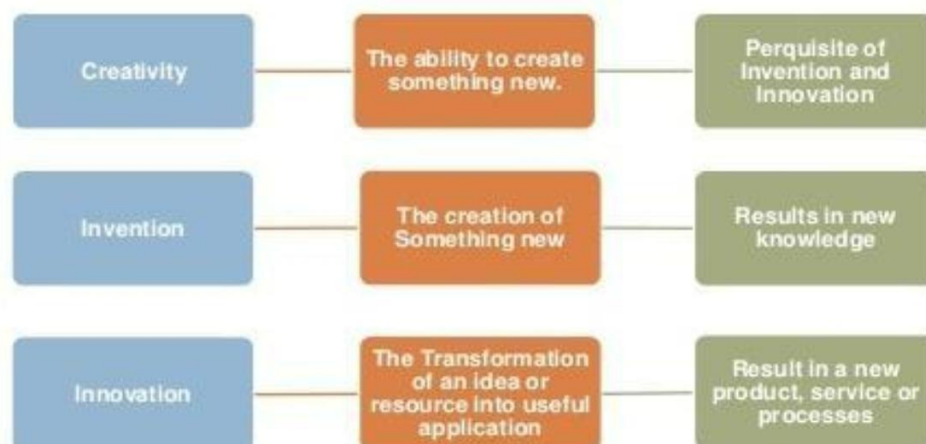 Creativity
The ability to create
something new.
Perquisite of
Invention and
Innovation
Invention
The creation of
Something new
Results in new
knowledge
Innovation
The Transformation
of an idea or
resource into useful
application
Result in a new
product, service or
processes